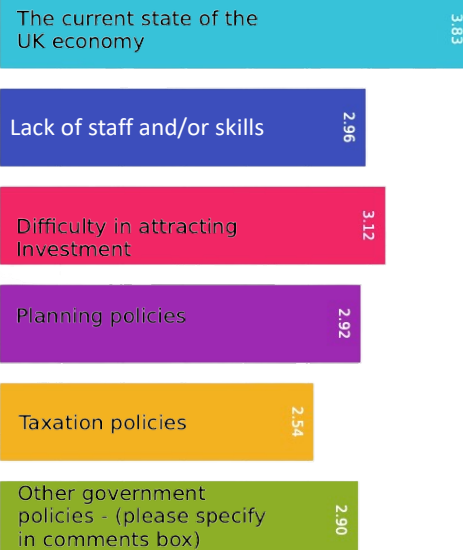 The current state of the
UK economy
3.83
Lack of staff and/or skills
2.96
Difficulty in attracting
Investment
3.12
Planning policies
2.92
Taxation policies
2.54
Other government
policies - (please specify
in comments box)
2.90